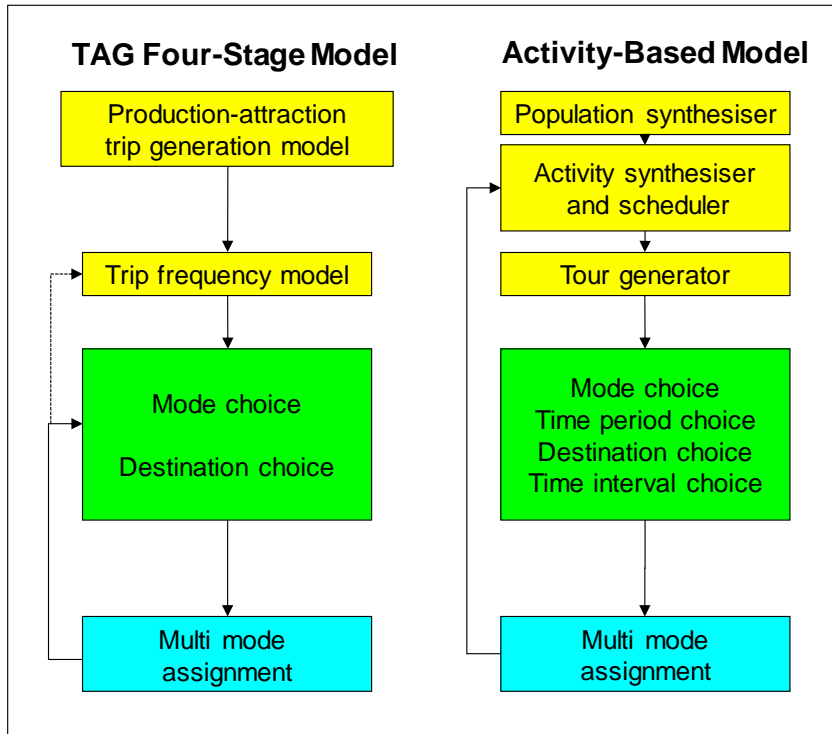 TAG Four-Stage Model
Production-attraction
trip generation model
Trip frequency model
Mode choice
Destination choice
Multi mode
assignment
Activity-Based Model
Population synthesiser
Activity synthesiser
and scheduler
Tour generator
Mode choice
Time period choice
Destination choice
Time interval choice
Multi mode
assignment